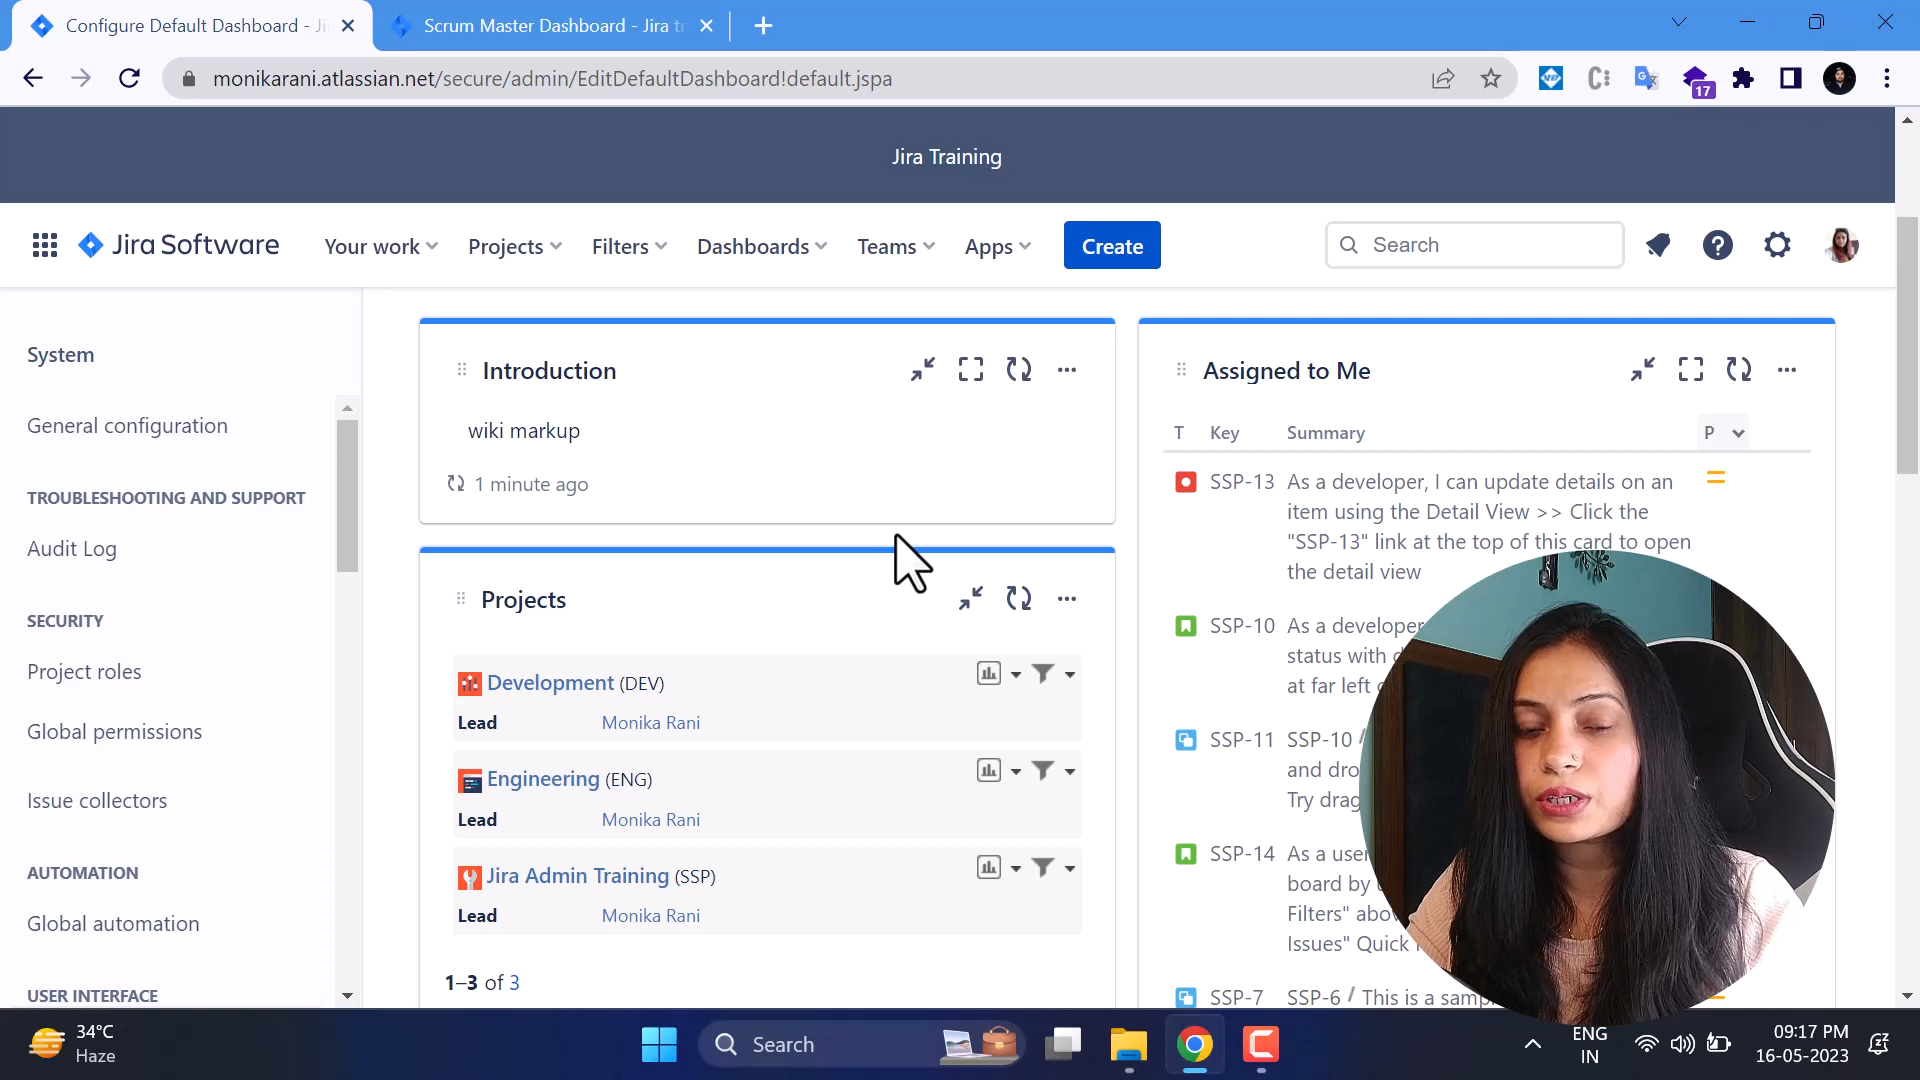 Configure Default Dashboard - Ji
Scrum Master Dashboard - Jira tr
monikarani.atlassian.net/secure/admin/EditDefaultDashboard!default.jspa
17
Jira Training
Jira Software
Your work
Projects
Filters
Dashboards
Teams
Apps
Create
Search
System
General configuration
TROUBLESHOOTING AND SUPPORT
Audit Log
SECURITY
Project roles
Global permissions
Issue collectors
AUTOMATION
Global automation
USER INTERFACE
Introduction
wiki markup
1 minute ago
Projects
Development (DEV)
Lead Monika Rani
Engineering (ENG)
Lead Monika Rani
Jira Admin Training (SSP)
Lead Monika Rani
1–3 of 3
Assigned to Me
T Key Summary P
SSP-13 As a developer, I can update details on an
item using the Detail View >> Click the
"SSP-13" link at the top of this card to open
the detail view
SSP-10 As a developer
status with
at far left
SSP-11 SSP-10 /
and dro
Try drag
SSP-14 As a user
board by
Filters" abo
Issues" Quick
SSP-7 SSP-6 / This is a samp
34°C
Haze
Search
ENG
IN
09:17 PM
16-05-2023